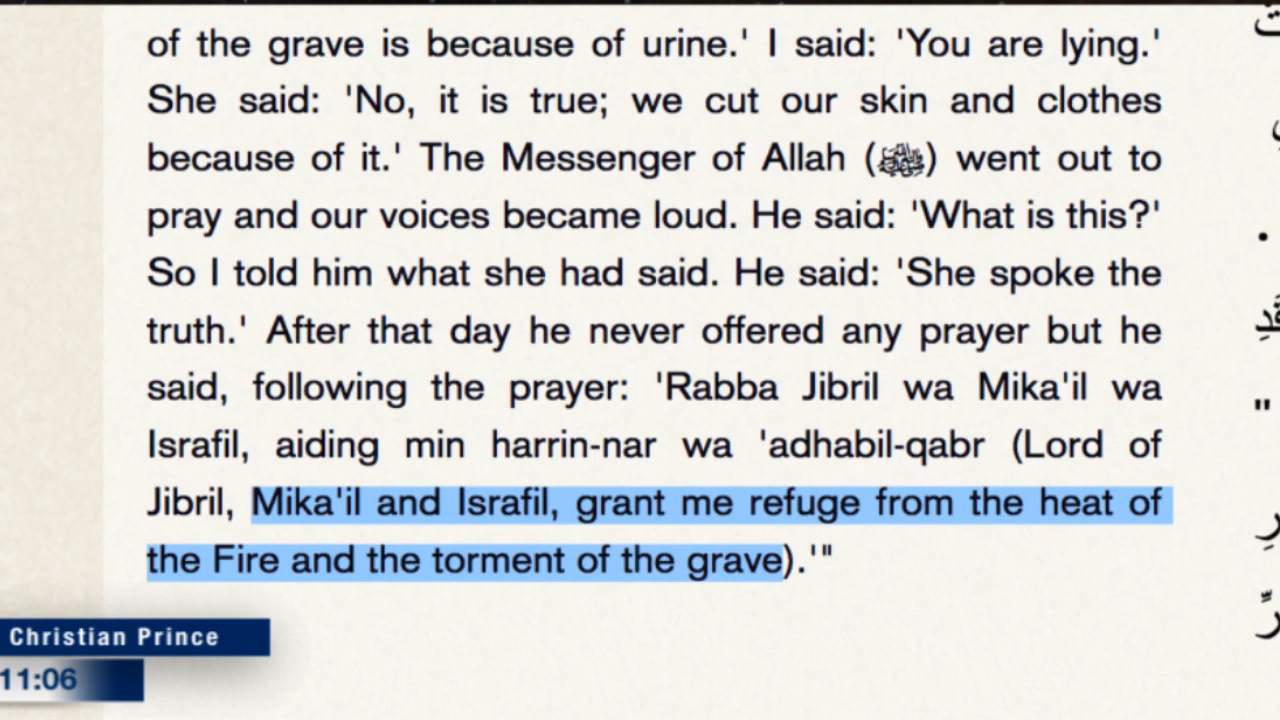 of the grave is because of urine.' I said: 'You are lying.'
She said: 'No, it is true; we cut our skin and clothes
because of it.' The Messenger of Allah (ﷺ) went out to
pray and our voices became loud. He said: 'What is this?'
So I told him what she had said. He said: 'She spoke the
truth.' After that day he never offered any prayer but he
said, following the prayer: 'Rabba Jibril wa Mika'il wa
Israfil, aiding min harrin-nar wa 'adhabil-qabr (Lord of
Jibril, Mika'il and Israfil, grant me refuge from the heat of
the Fire and the torment of the grave).'"
Christian Prince
11:06